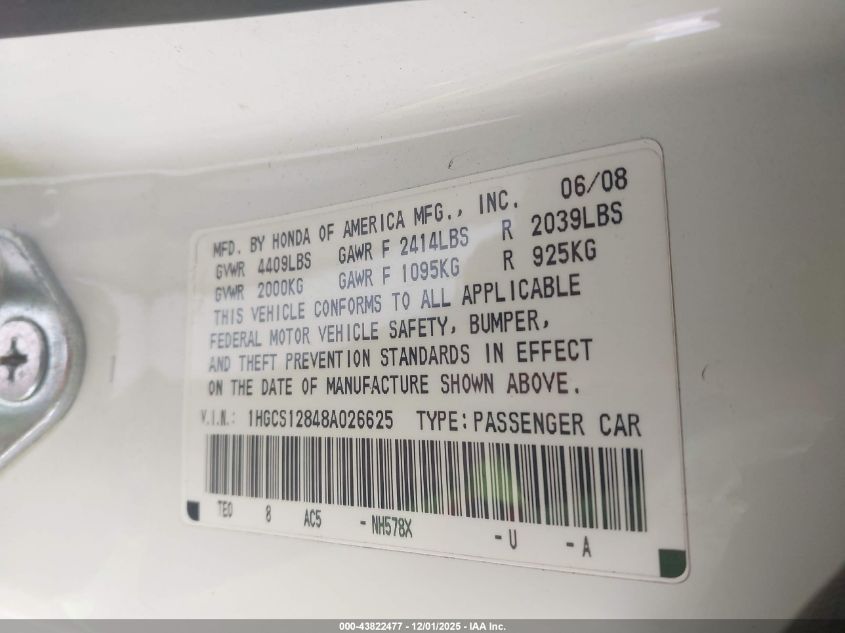 MFD. BY HONDA OF AMERICA MFG., INC. 06/08
GVWR 4409LBS GAWR F 2414LBS R 2039LBS
GVWR 2000KG GAWR F 1095KG R 925KG
THIS VEHICLE CONFORMS TO ALL APPLICABLE
FEDERAL MOTOR VEHICLE SAFETY, BUMPER,
AND THEFT PREVENTION STANDARDS IN EFFECT
ON THE DATE OF MANUFACTURE SHOWN ABOVE.
V.I.N.: 1HGCS12848A026625 TYPE: PASSENGER CAR
TE0 8 AC5 -NH578X -U -A
000-43822477 - 12/01/2025 - IAA Inc.